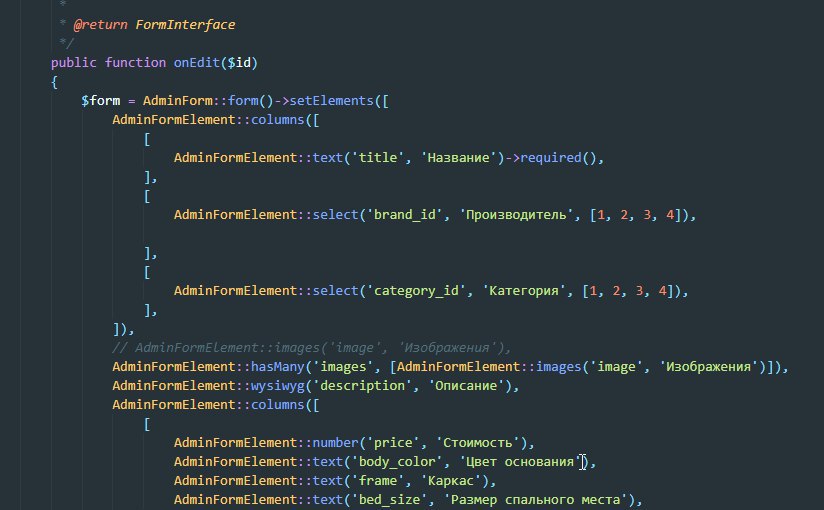 *
* @return FormInterface
*/
public function onEdit($id)
{
$form = AdminForm::form()->setElements([
AdminFormElement::columns([
[
AdminFormElement::text('title', 'Название')->required(),
],
[
AdminFormElement::select('brand_id', 'Производитель', [1, 2, 3, 4]),
],
[
AdminFormElement::select('category_id', 'Категория', [1, 2, 3, 4]),
],
]),
// AdminFormElement::images('image', 'Изображения'),
AdminFormElement::hasMany('images', [AdminFormElement::images('image', 'Изображения')]),
AdminFormElement::wysiwyg('description', 'Описание'),
AdminFormElement::columns([
[
AdminFormElement::number('price', 'Стоимость'),
AdminFormElement::text('body_color', 'Цвет основания'),
AdminFormElement::text('frame', 'Каркас'),
AdminFormElement::text('bed_size', 'Размер спального места'),